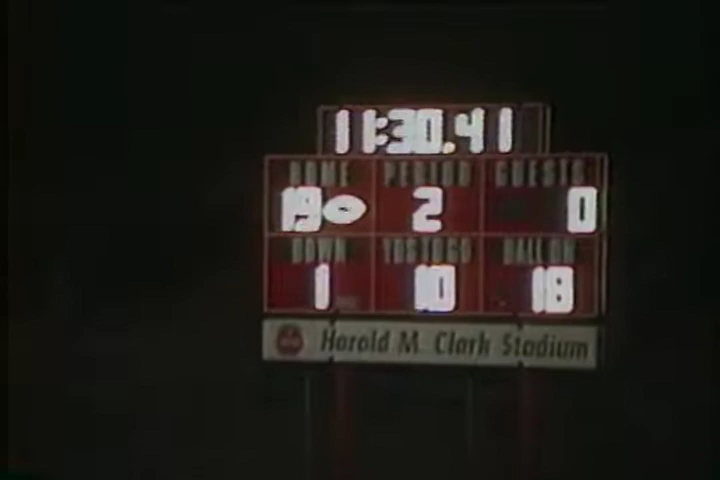 11:30.41
HOME PERIOD GUESTS
19 2 0
DOWN YDS TO GO BALL ON
1 10 18
Harold M. Clark Stadium